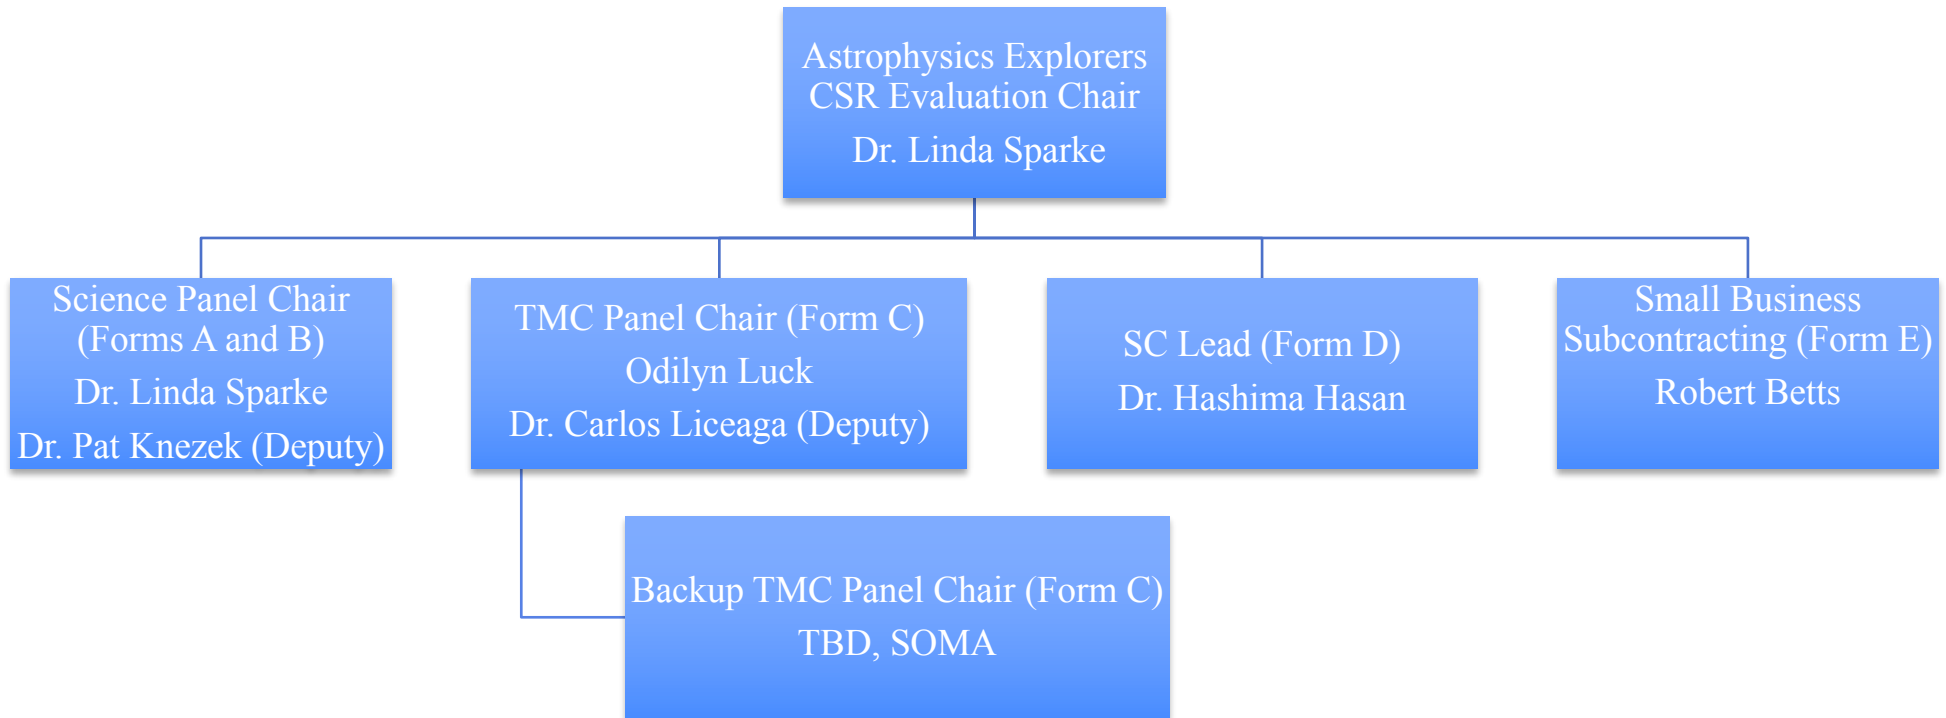 Astrophysics Explorers
CSR Evaluation Chair
Dr. Linda Sparke
Science Panel Chair
(Forms A and B)
Dr. Linda Sparke
Dr. Pat Knezek (Deputy)
TMC Panel Chair (Form C)
Odilyn Luck
Dr. Carlos Liceaga (Deputy)
SC Lead (Form D)
Dr. Hashima Hasan
Small Business
Subcontracting (Form E)
Robert Betts
Backup TMC Panel Chair (Form C)
TBD, SOMA